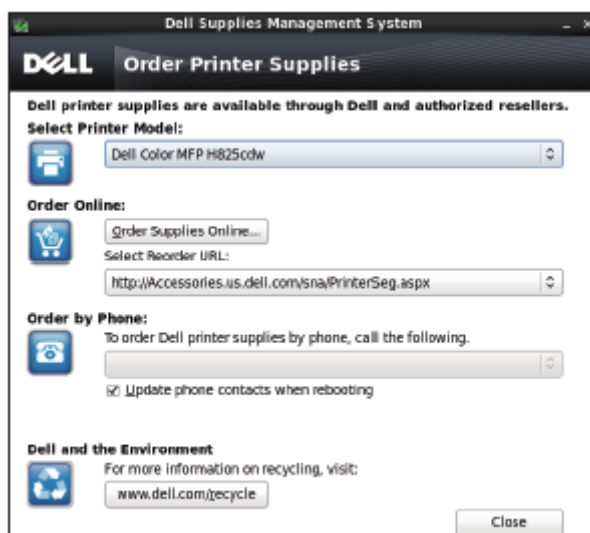 Dell Supplies Management System
DELL Order Printer Supplies
Dell printer supplies are available through Dell and authorized resellers.
Select Printer Model:
Dell Color MFP H825cdw
Order Online:
Order Supplies Online...
Select Reorder URL:
http://Accessories.us.dell.com/sna/PrinterSeg.aspx
Order by Phone:
To order Dell printer supplies by phone, call the following.
Update phone contacts when rebooting
Dell and the Environment
For more information on recycling, visit:
www.dell.com/recycle
Close